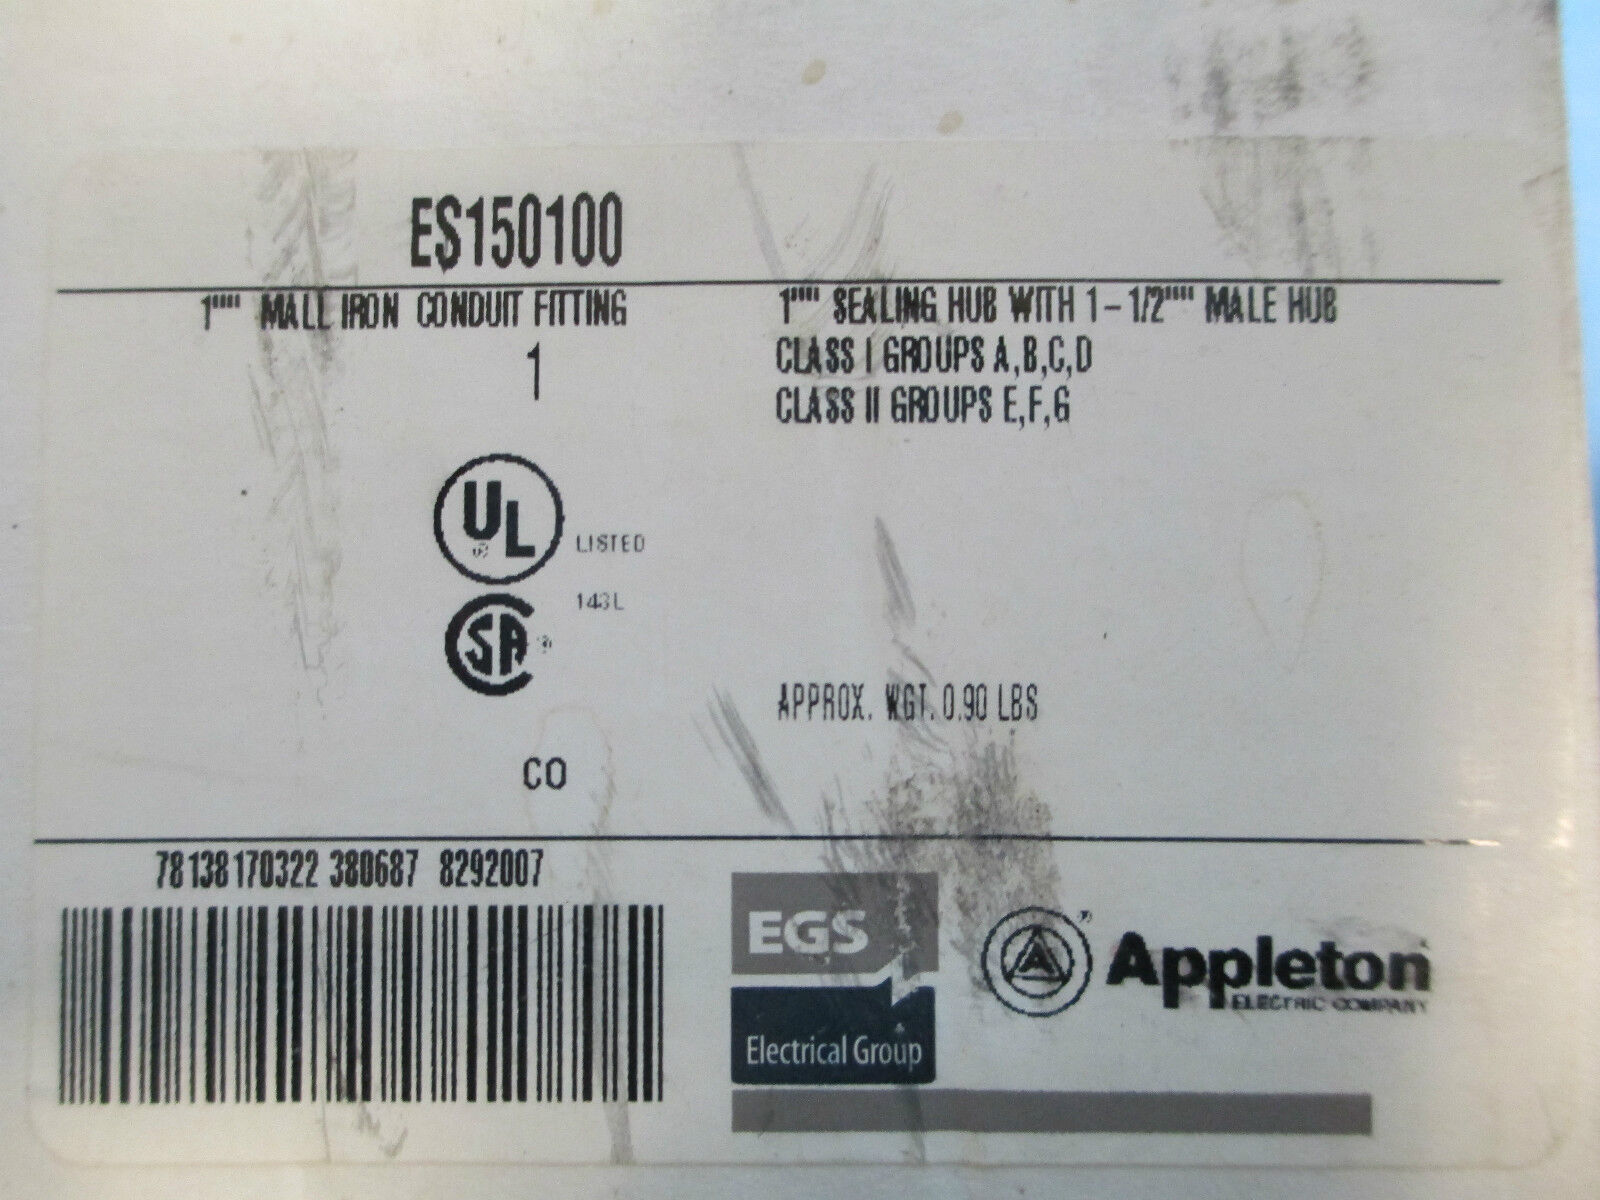 ES150100
1"""" MALL IRON CONDUIT FITTING
1"""" SEALING HUB WITH 1-1/2"""" MALE HUB
1
CLASS I GROUPS A,B,C,D
CLASS II GROUPS E,F,G
UL
®
LISTED
143L
SA
®
APPROX. WGT. 0.90 LBS
CO
78138170322 380687 8292007
EGS
Electrical Group
A
®
Appleton
ELECTRIC COMPANY